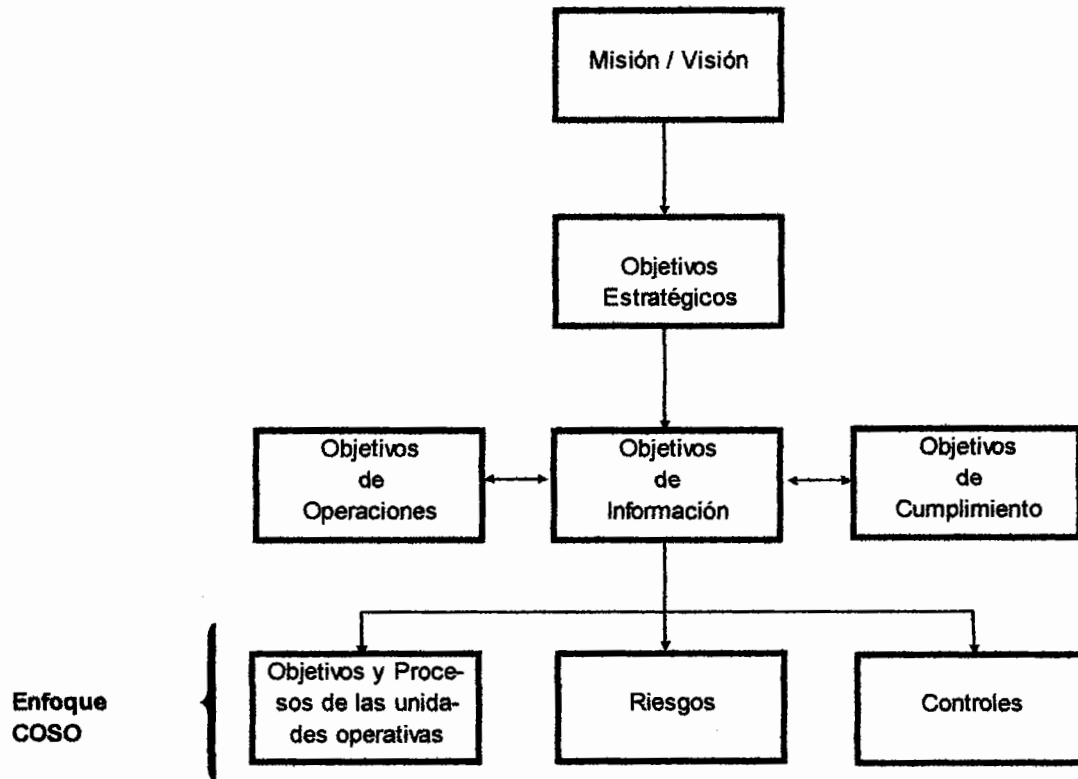 Misión / Visión
Objetivos
Estratégicos
Objetivos
de
Operaciones
Objetivos
de
Información
Objetivos
de
Cumplimiento
Enfoque
COSO
Objetivos y Proce-
sos de las unida-
des operativas
Riesgos
Controles